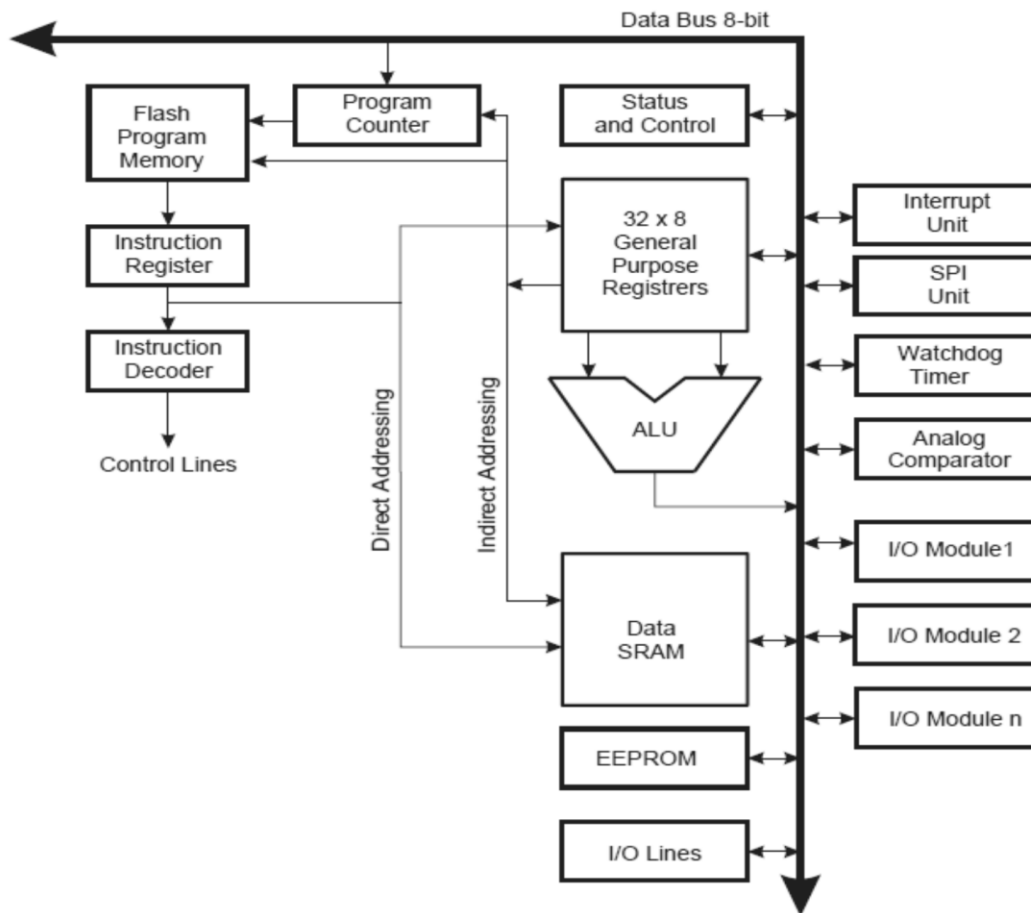 Data Bus 8-bit
Flash
Program
Memory
Program
Counter
Status
and Control
32 x 8
General
Purpose
Registrers
Interrupt
Unit
Instruction
Register
SPI
Unit
Instruction
Decoder
Watchdog
Timer
Control Lines
Direct Addressing
Indirect Addressing
ALU
Analog
Comparator
I/O Module1
Data
SRAM
I/O Module 2
I/O Module n
EEPROM
I/O Lines